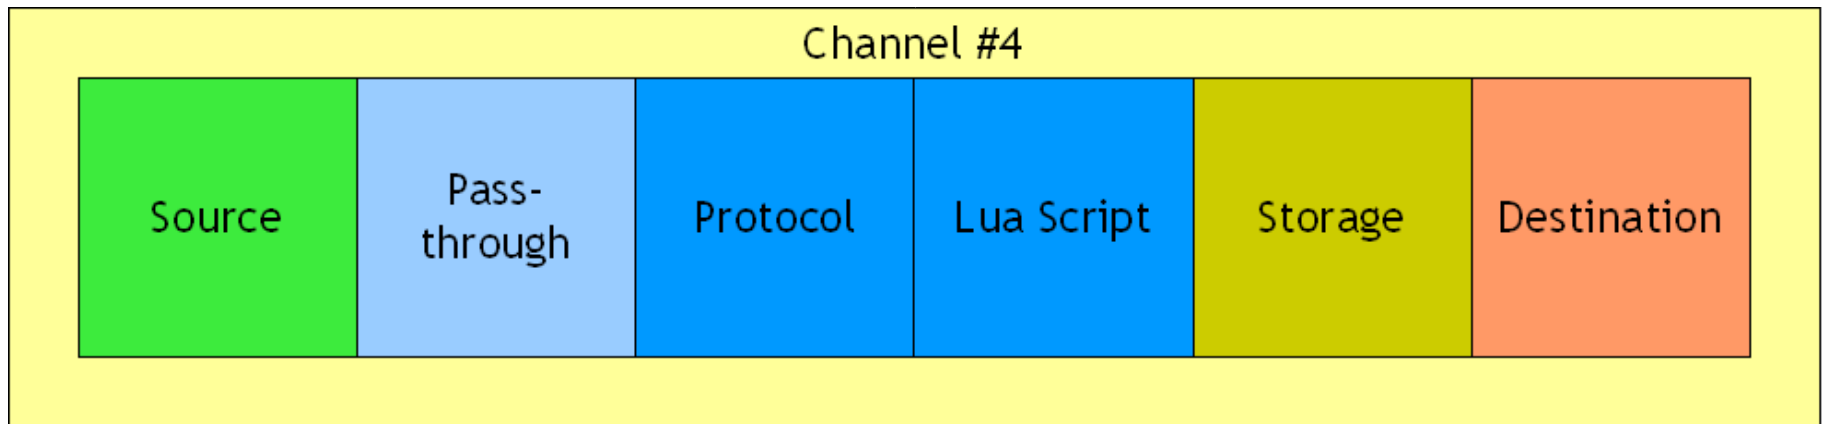 Channel #4
Source
Pass-
through
Protocol
Lua Script
Storage
Destination